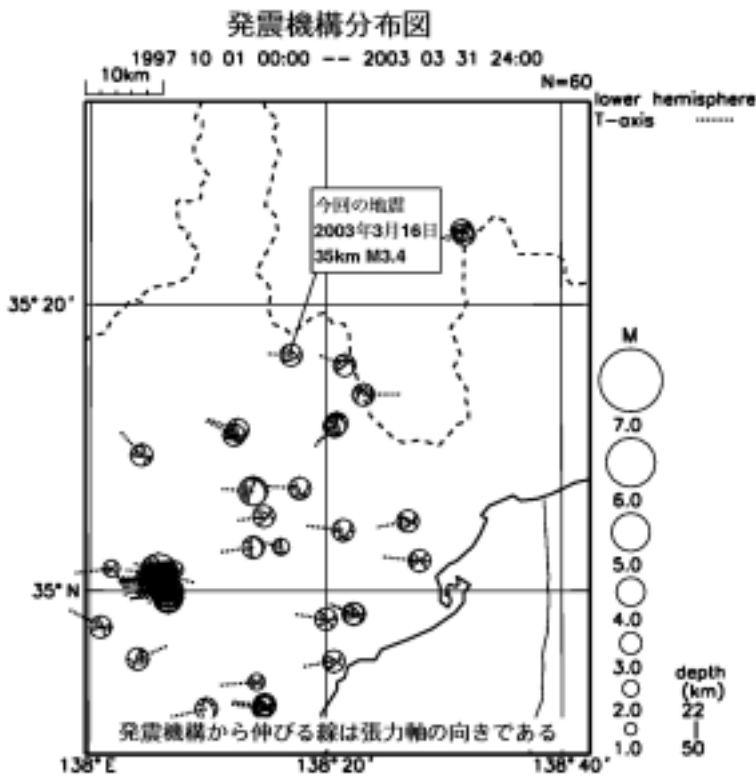 発震機構分布図
1997 10 01 00:00 -- 2003 03 31 24:00
10km
N=60
lower hemisphere
T-axis
今回の地震
2003年3月16日
35km M3.4
35°20'
M
7.0
6.0
5.0
35°N
4.0
3.0
depth
(km)
2.0
22
1.0
50
発震機構から伸びる線は張力軸の向きである
138°E
138°20'
138°40'